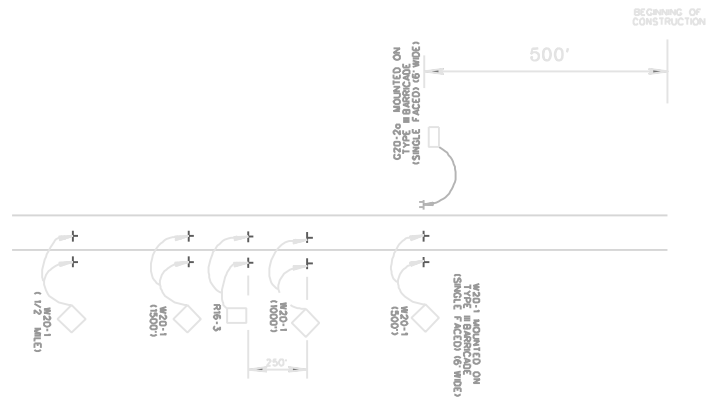 BEGINNING OF
CONSTRUCTION
500'
G20-2a MOUNTED ON
TYPE III BARRICADE
(SINGLE FACED) (6' WIDE)
W20-1
( 1/2 MILE)
W20-1
(1500')
R16-3
W20-1
(1000')
250'
W20-1
(500')
W20-1 MOUNTED ON
TYPE III BARRICADE
(SINGLE FACED) (6' WIDE)